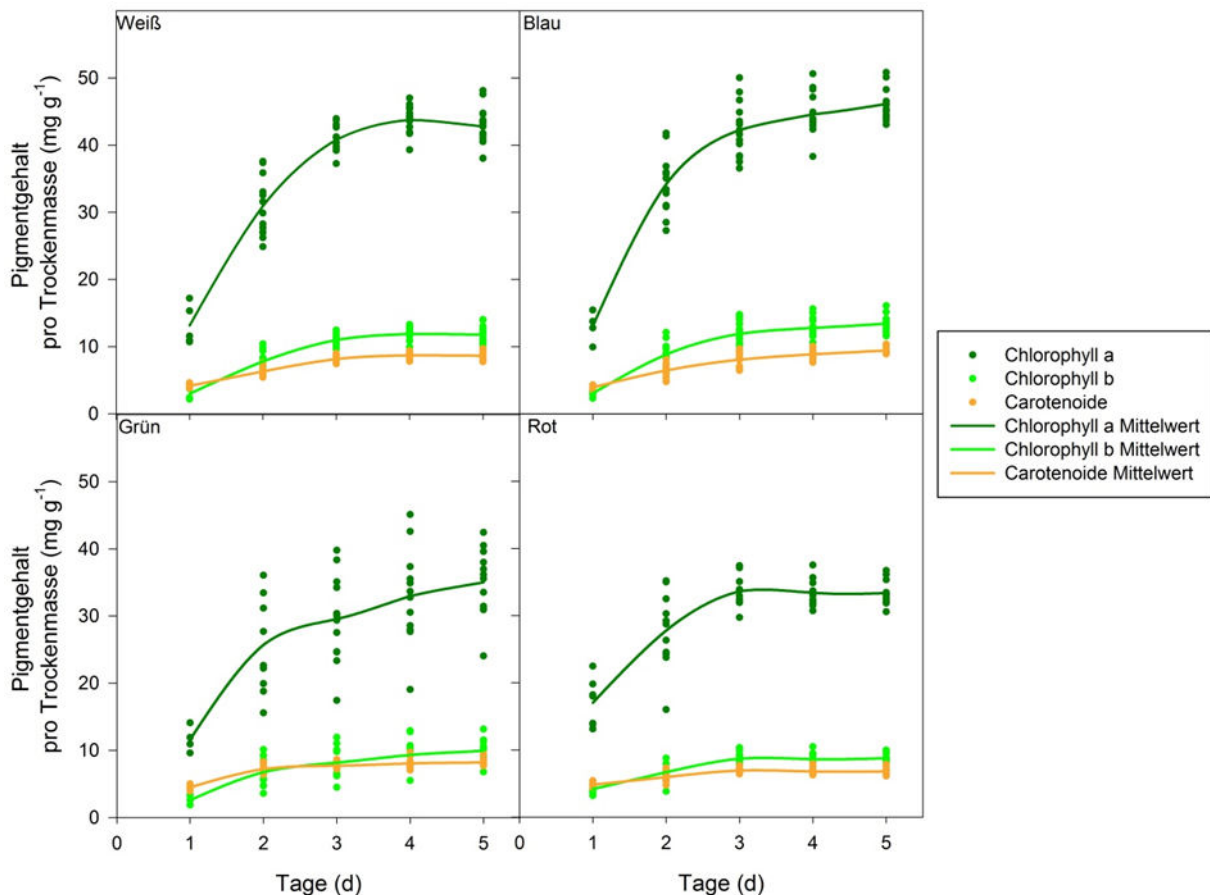 Weiß
Blau
Pigmentgehalt
pro Trockenmasse (mg g⁻¹)
50
40
30
20
10
0
Grün
Rot
Pigmentgehalt
pro Trockenmasse (mg g⁻¹)
50
40
30
20
10
0
0 1 2 3 4 5
0 1 2 3 4 5
Tage (d)
Tage (d)
Chlorophyll a
Chlorophyll b
Carotenoide
Chlorophyll a Mittelwert
Chlorophyll b Mittelwert
Carotenoide Mittelwert